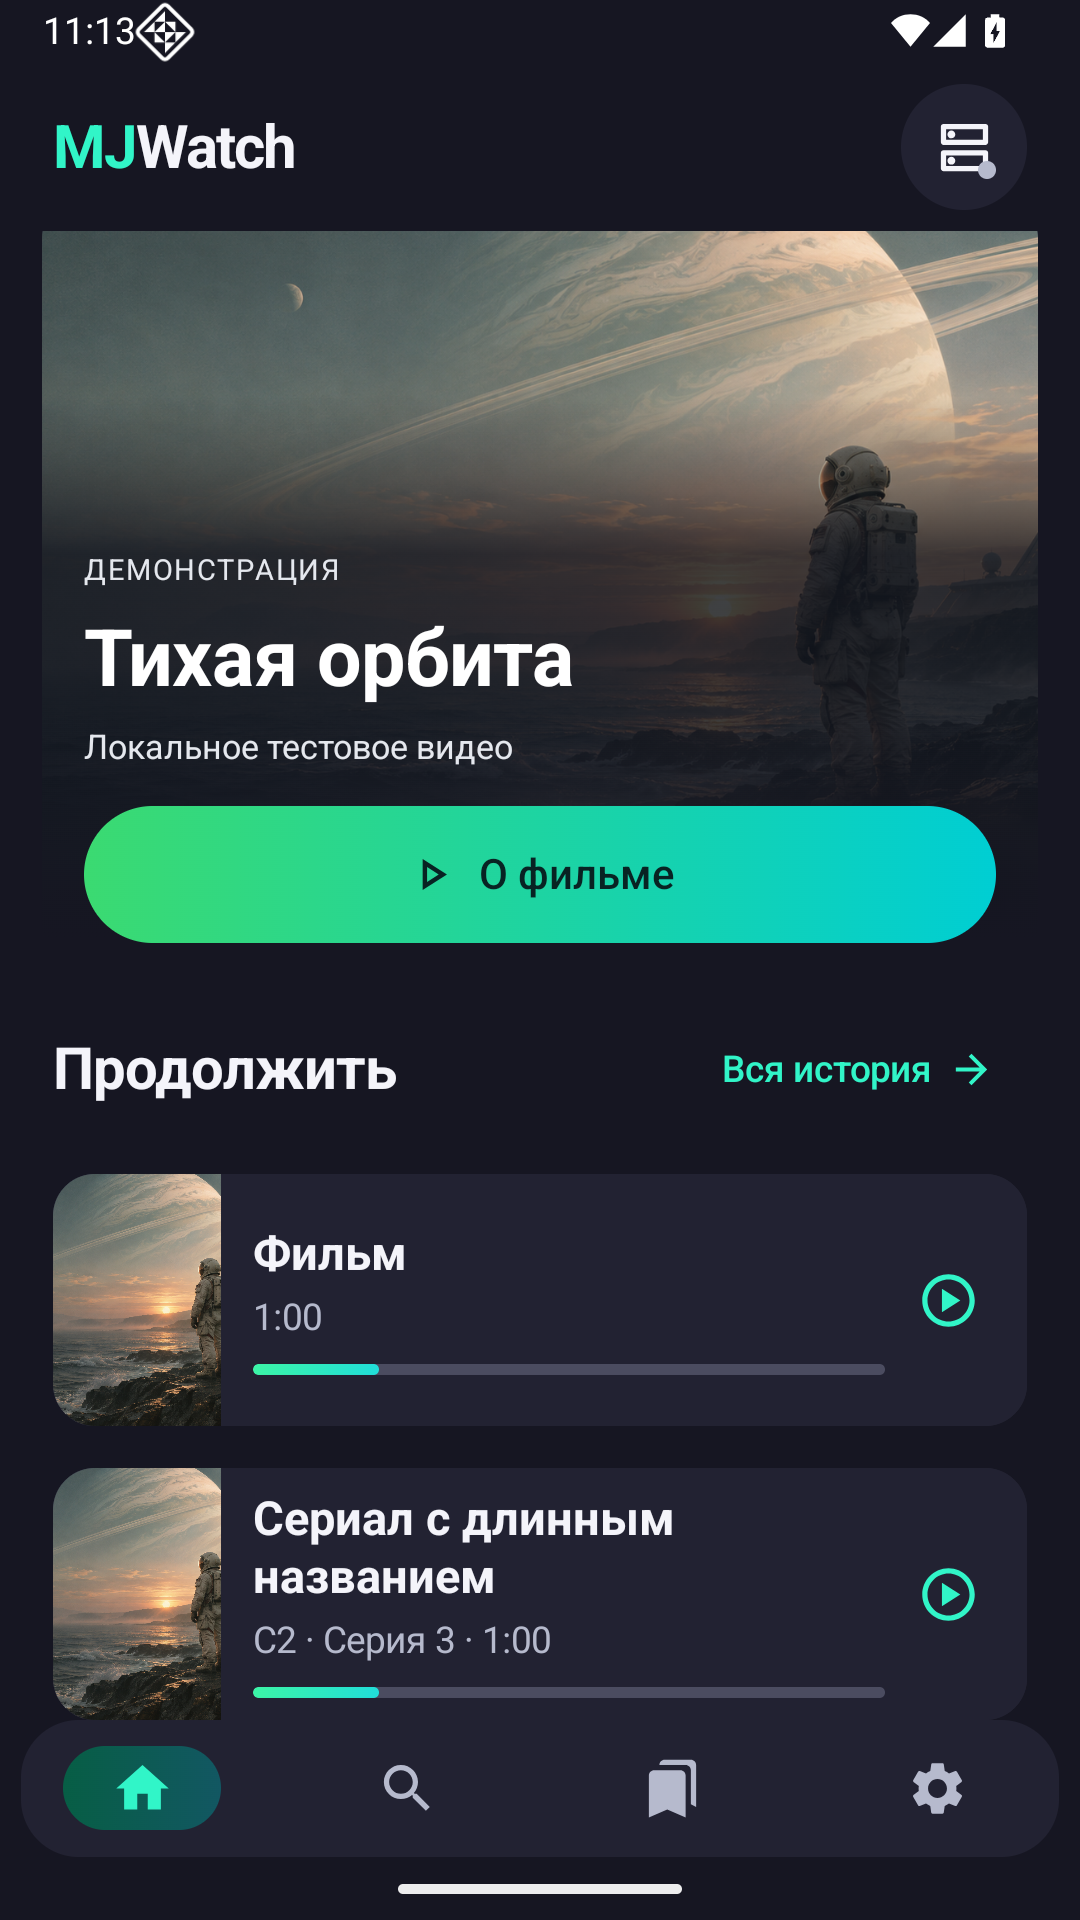 11:13
MJWatch
ДЕМОНСТРАЦИЯ
Тихая орбита
Локальное тестовое видео
О фильме
Продолжить
Вся история
Фильм
1:00
Сериал с длинным
названием
С2 · Серия 3 · 1:00